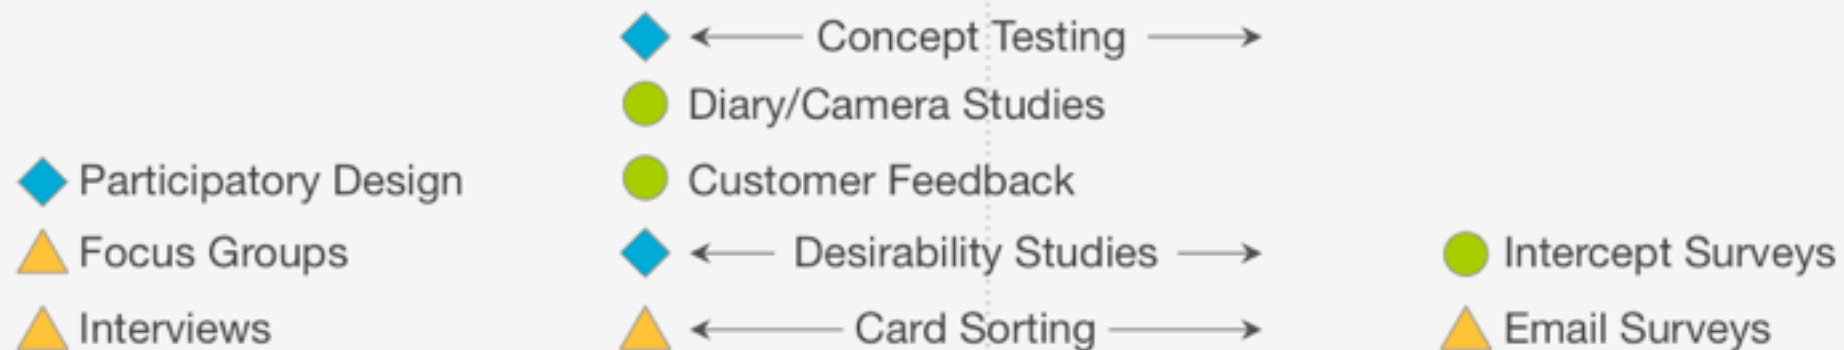 Concept Testing
Diary/Camera Studies
Participatory Design
Customer Feedback
Focus Groups
Desirability Studies
Intercept Surveys
Interviews
Card Sorting
Email Surveys